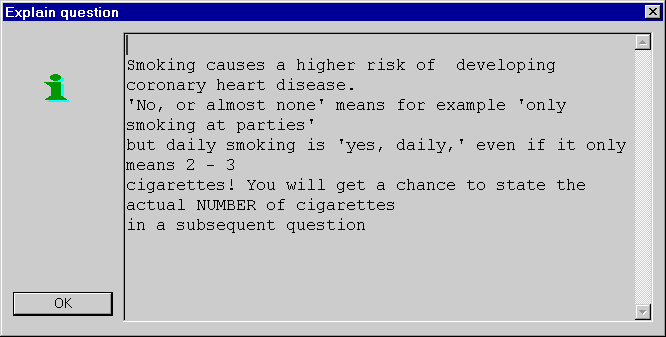 Explain question
Smoking causes a higher risk of  developing
coronary heart disease.
'No, or almost none' means for example 'only
smoking at parties'
but daily smoking is 'yes, daily,' even if it only
means 2 - 3
cigarettes! You will get a chance to state the
actual NUMBER of cigarettes
in a subsequent question
OK